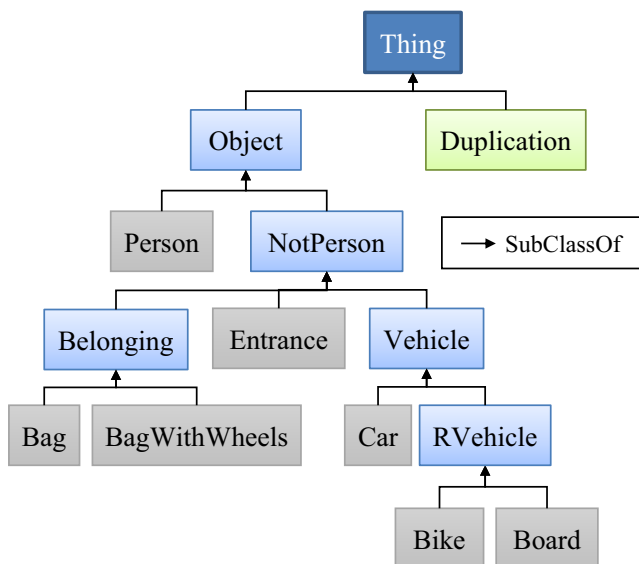 Thing
Object
Duplication
Person
NotPerson
SubClassOf
Belonging
Entrance
Vehicle
Bag
BagWithWheels
Car
RVehicle
Bike
Board